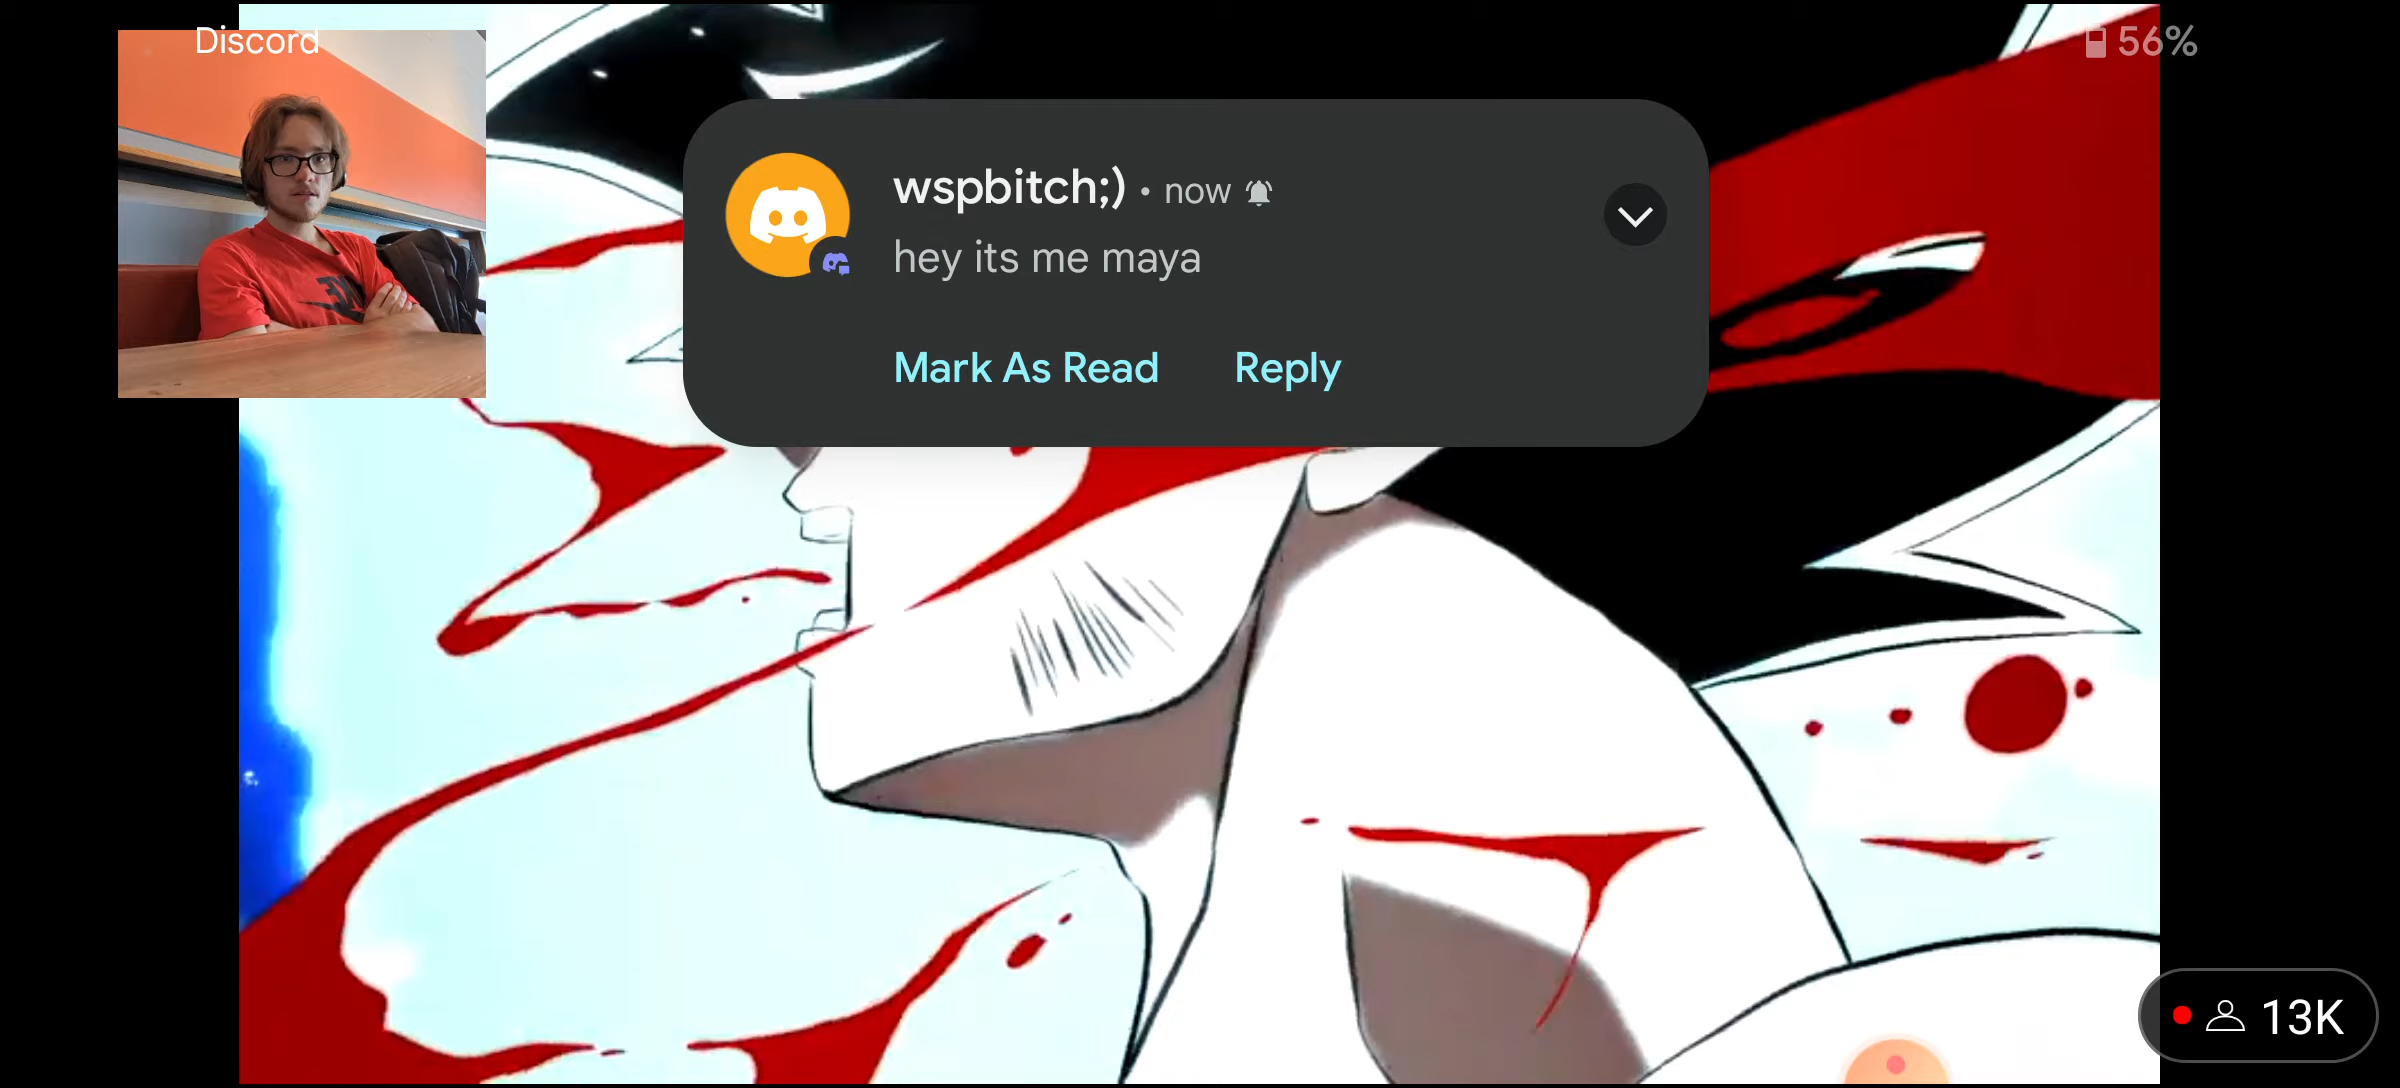 Discord
56%
wspbitch;) • now
hey its me maya
Mark As Read Reply
13K